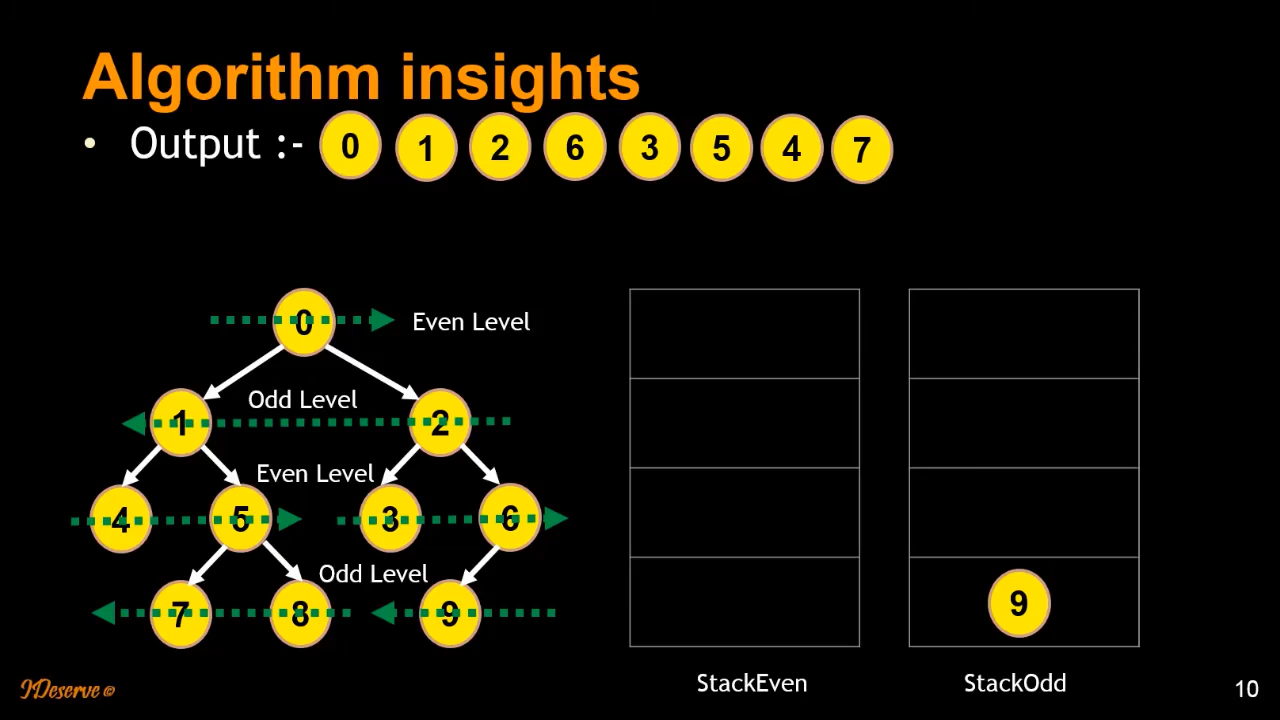 Algorithm insights
• Output :- 0 1 2 6 3 5 4 7
0 Even Level
Odd Level
1 2
Even Level
4 5 3 6
Odd Level
7 8 9
9
StackEven StackOdd
IDeserve © 10